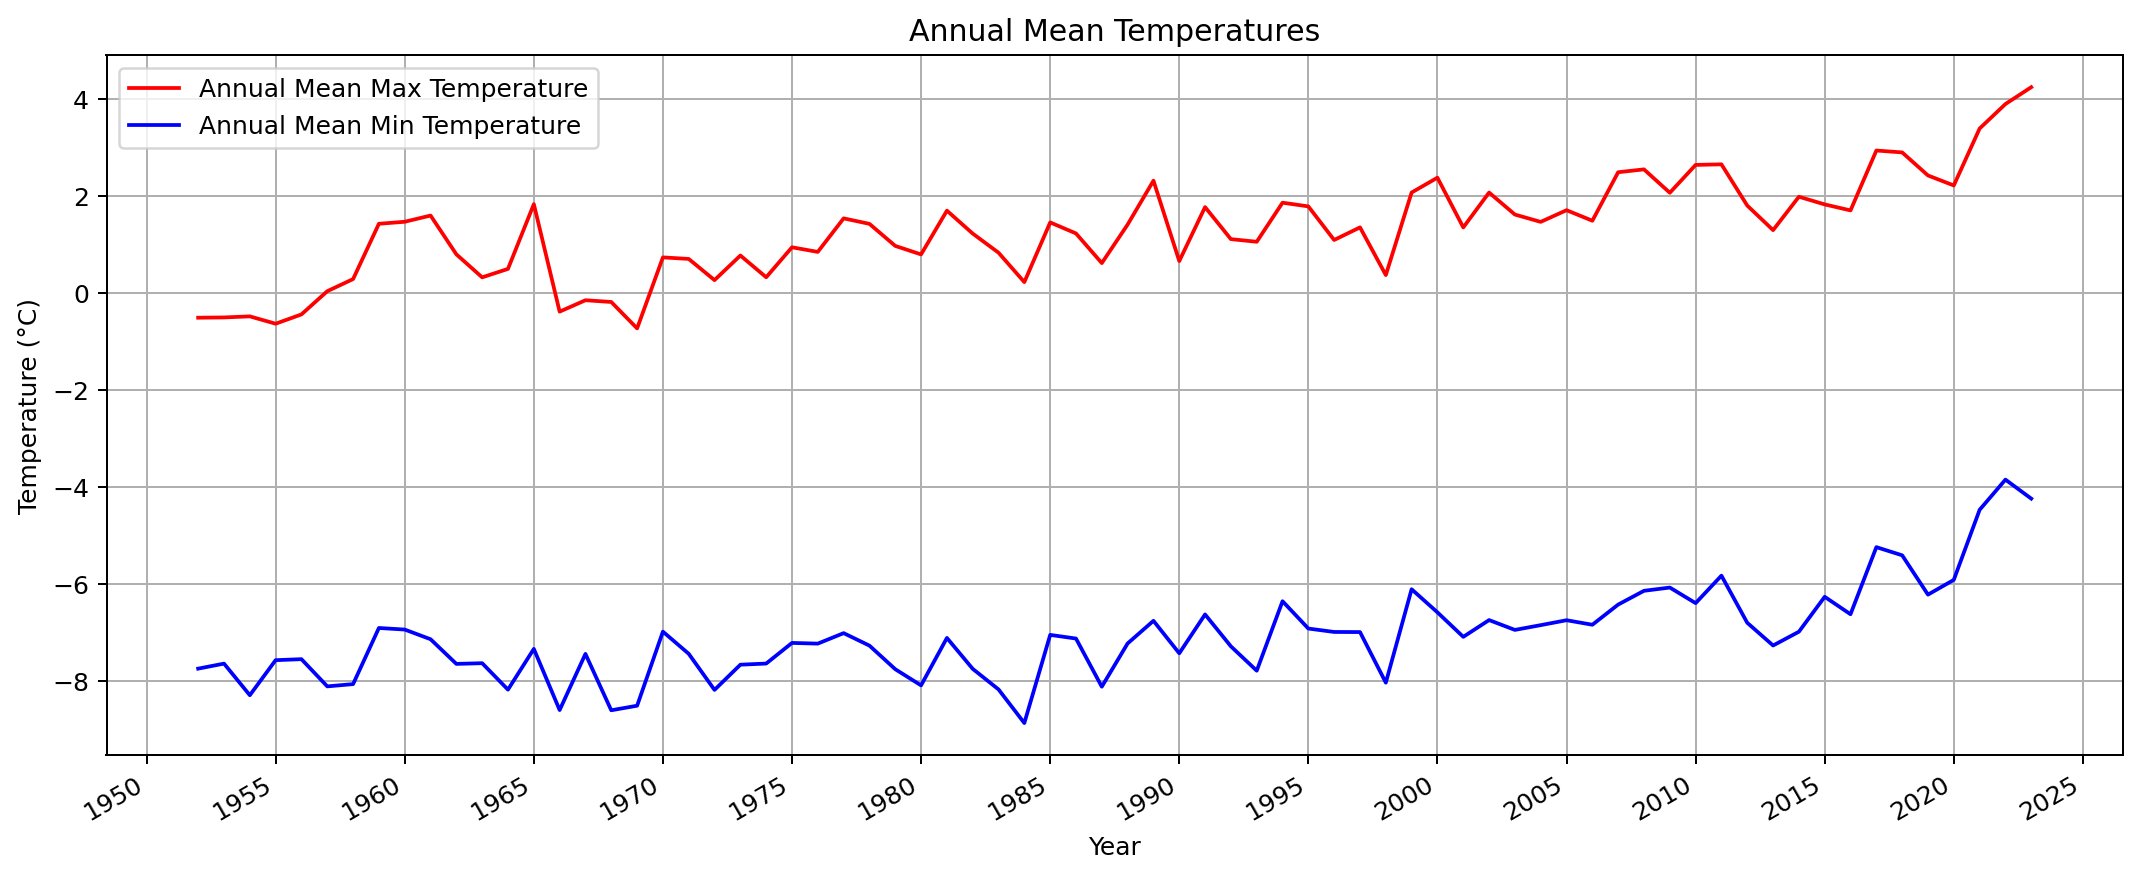 Annual Mean Temperatures
Annual Mean Max Temperature
Annual Mean Min Temperature
Temperature (°C)
4
2
0
−2
−4
−6
−8
1950 1955 1960 1965 1970 1975 1980 1985 1990 1995 2000 2005 2010 2015 2020 2025
Year